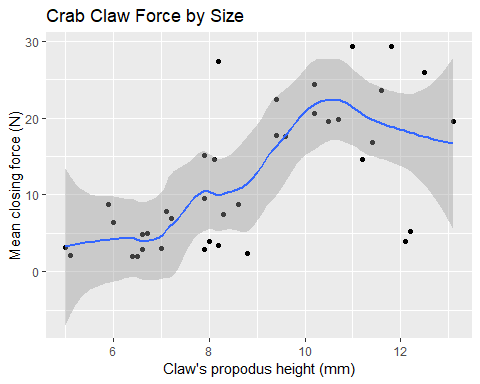 Crab Claw Force by Size
Mean closing force (N)
30
20
10
0
6 8 10 12
Claw's propodus height (mm)